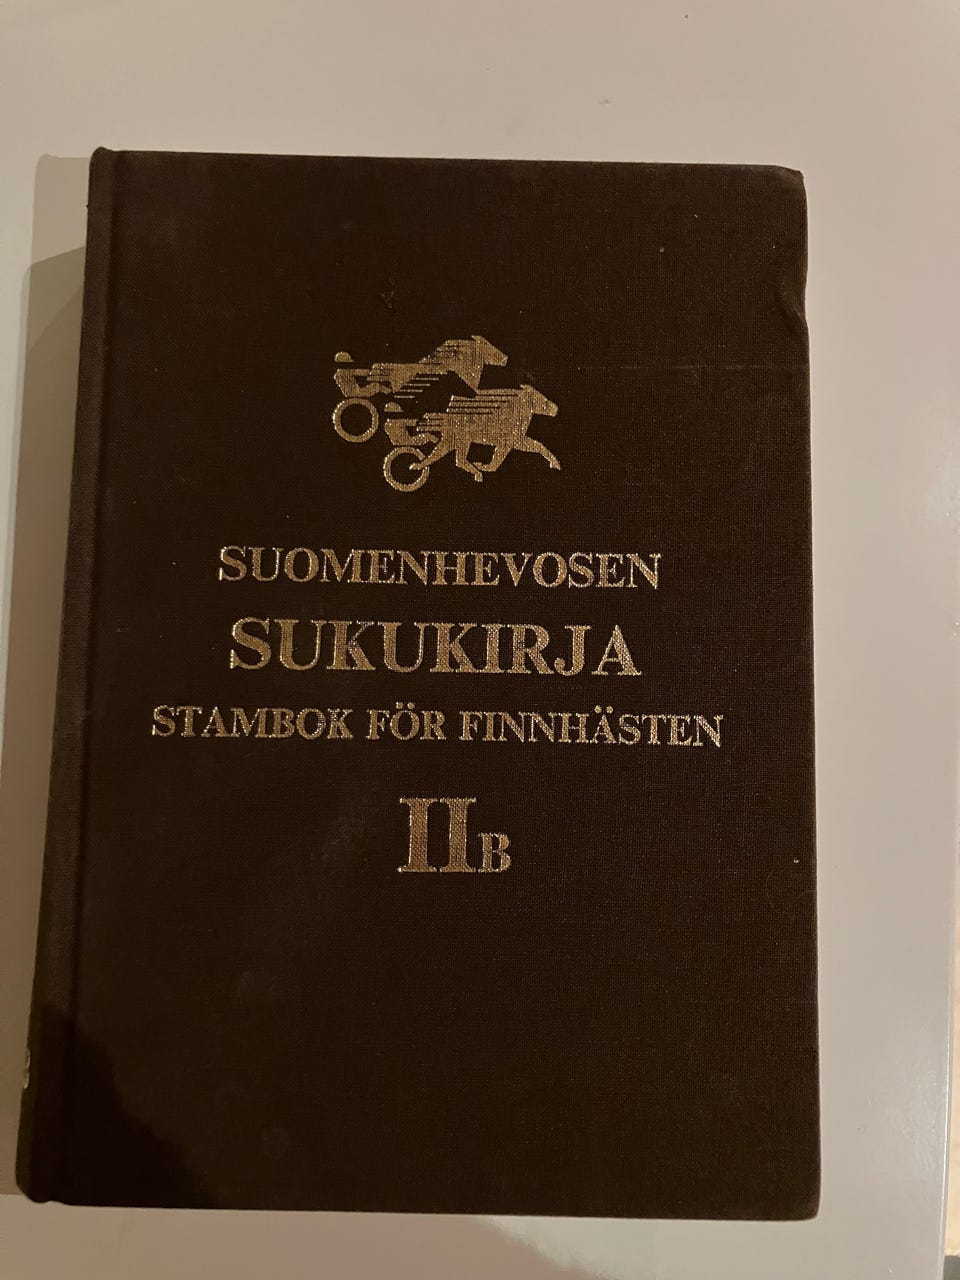 SUOMENHEVOSEN
SUKUKIRJA
STAMBOK FÖR FINNHÄSTEN
IIB